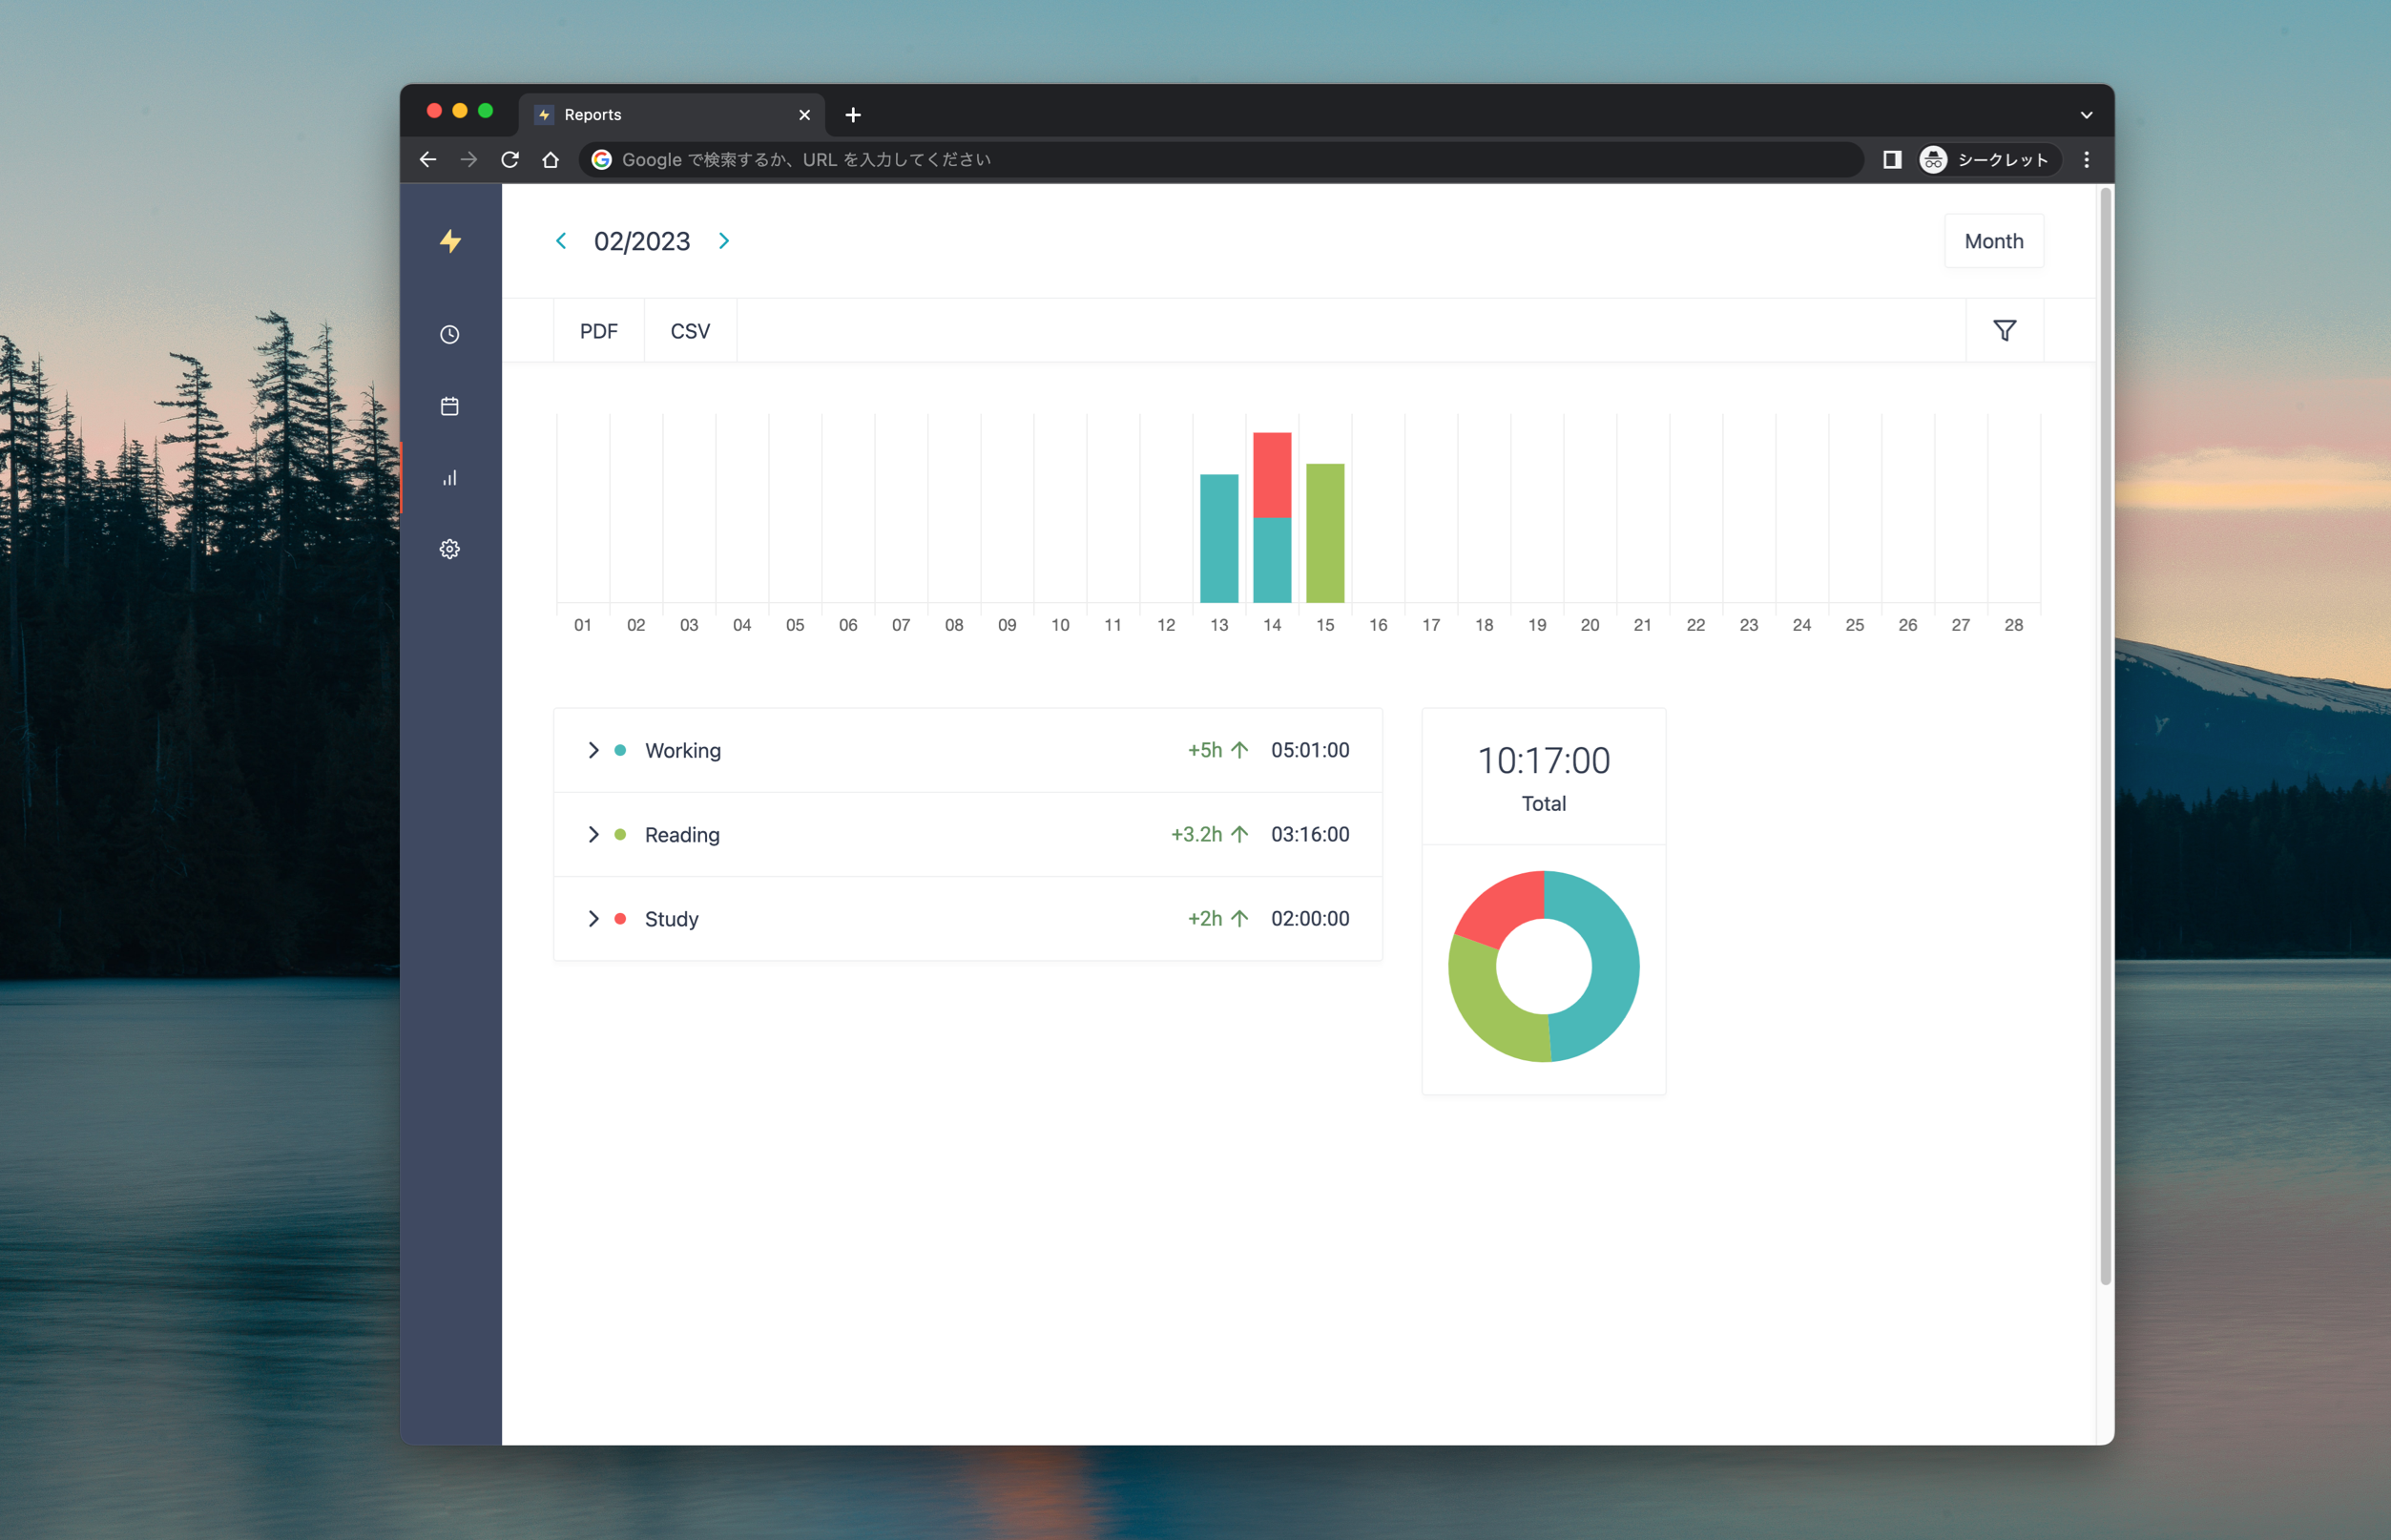 Reports
Google で検索するか、URL を入力してください
シークレット
02/2023
Month
PDF
CSV
01 02 03 04 05 06 07 08 09 10 11 12 13 14 15 16 17 18 19 20 21 22 23 24 25 26 27 28
Working +5h 05:01:00
Reading +3.2h 03:16:00
Study +2h 02:00:00
10:17:00
Total